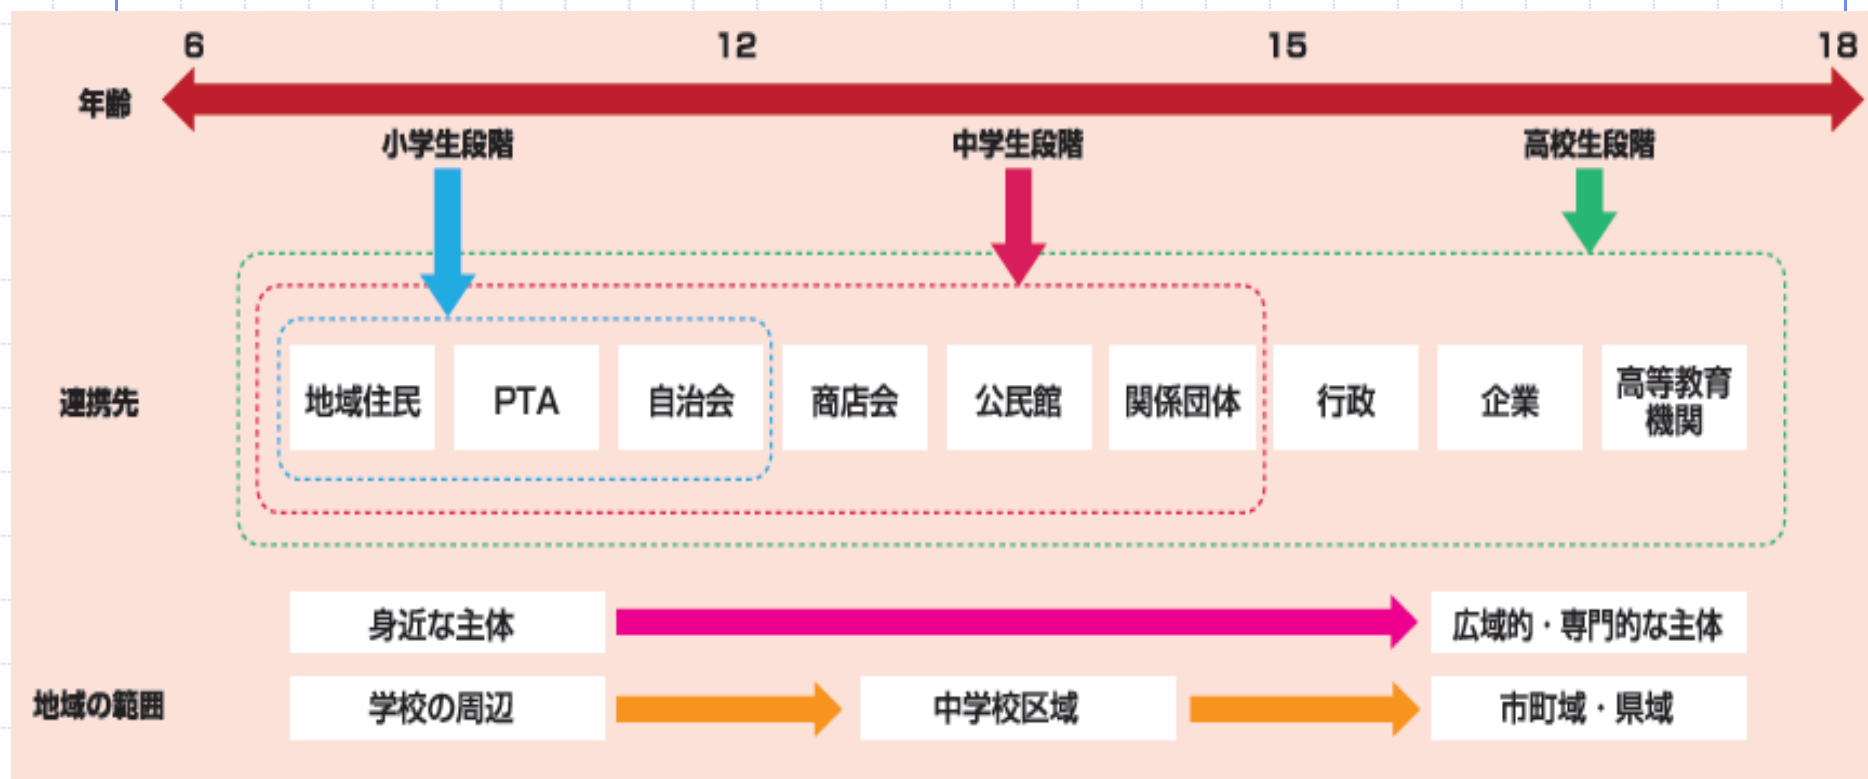 6
12
15
18
年齢
小学生段階
中学生段階
高校生段階
連携先
地域住民
PTA
自治会
商店会
公民館
関係団体
行政
企業
高等教育
機関
身近な主体
広域的・専門的な主体
地域の範囲
学校の周辺
中学校区域
市町域・県域